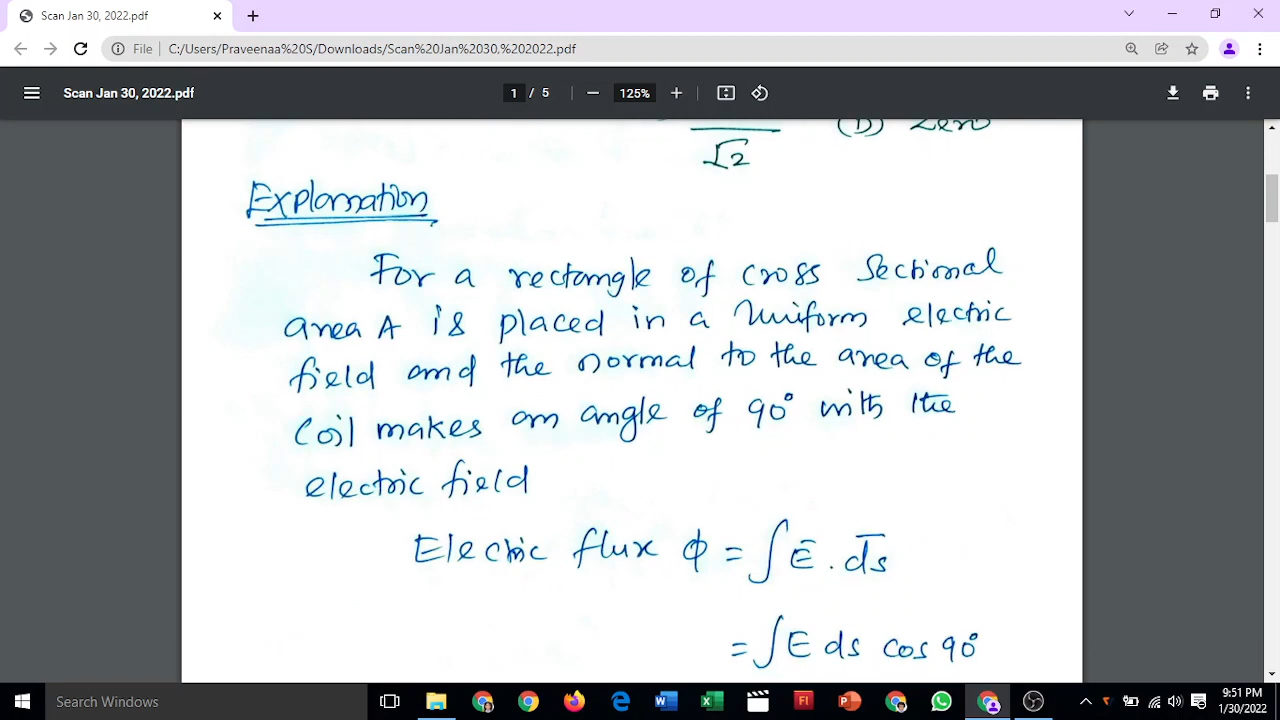 Scan Jan 30, 2022.pdf
File C:/Users/Praveenaa%20S/Downloads/Scan%20Jan%2030,%202022.pdf
Scan Jan 30, 2022.pdf 1 / 5 125%
(D) Zero
√2
Explanation
For a rectangle of cross sectional
area A is placed in a uniform electric
field and the normal to the area of the
coil makes an angle of 90° with the
electric field
Electric flux φ = ∫ E̅ . d̅s̅
= ∫ E ds cos 90°
Search Windows
9:51 PM
1/30/2022